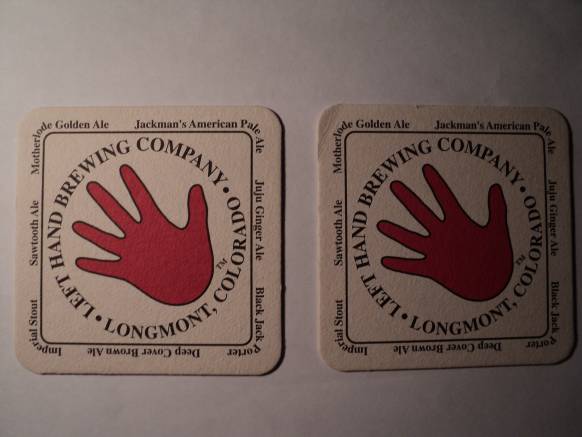 Motherlode Golden Ale
Jackman's American Pale Ale
Juju Ginger Ale
Black Jack Porter
Deep Cover Brown Ale
Imperial Stout
Sawtooth Ale
LEFT HAND BREWING COMPANY •
LONGMONT, COLORADO •
TM
Motherlode Golden Ale
Jackman's American Pale Ale
Juju Ginger Ale
Black Jack Porter
Deep Cover Brown Ale
Imperial Stout
Sawtooth Ale
LEFT HAND BREWING COMPANY •
LONGMONT, COLORADO •
TM